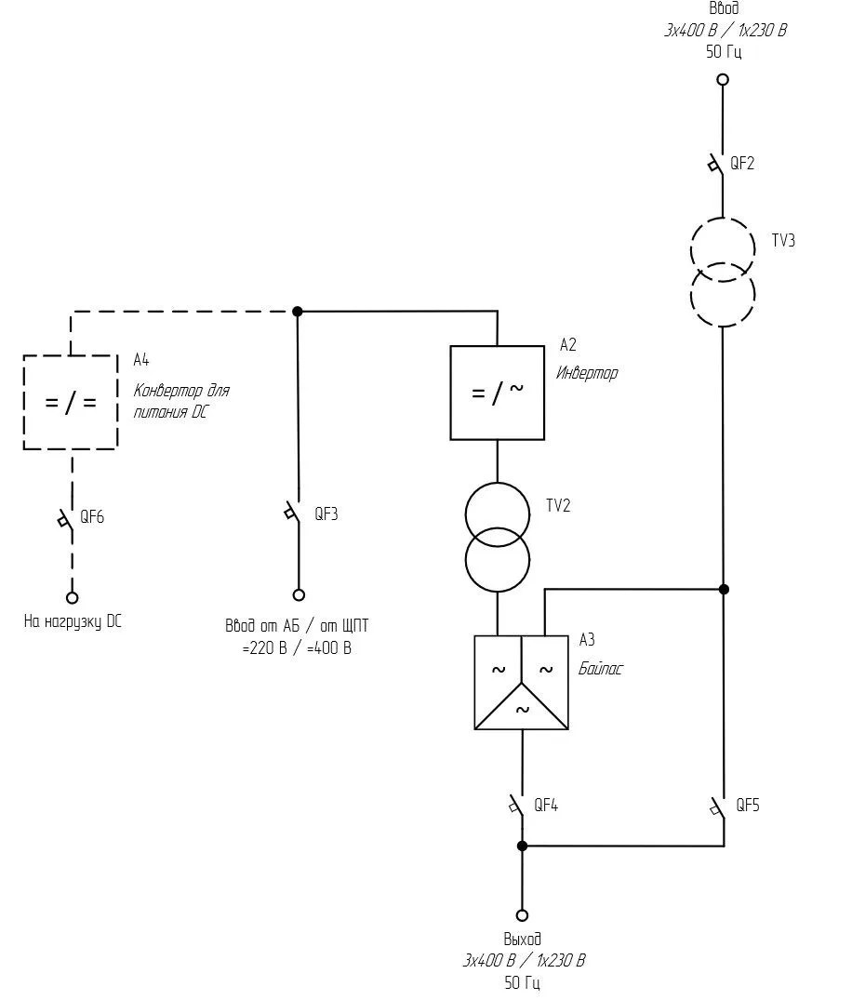 Ввод
3х400 В / 1х230 В
50 Гц
QF2
TV3
A4
Конвертор для
питания DC
= / =
A2
Инвертор
= / ~
QF6
QF3
TV2
На нагрузку DC
Ввод от АБ / от ЩПТ
=220 В / =400 В
A3
Байпас
~ ~
~
QF4
QF5
Выход
3х400 В / 1х230 В
50 Гц